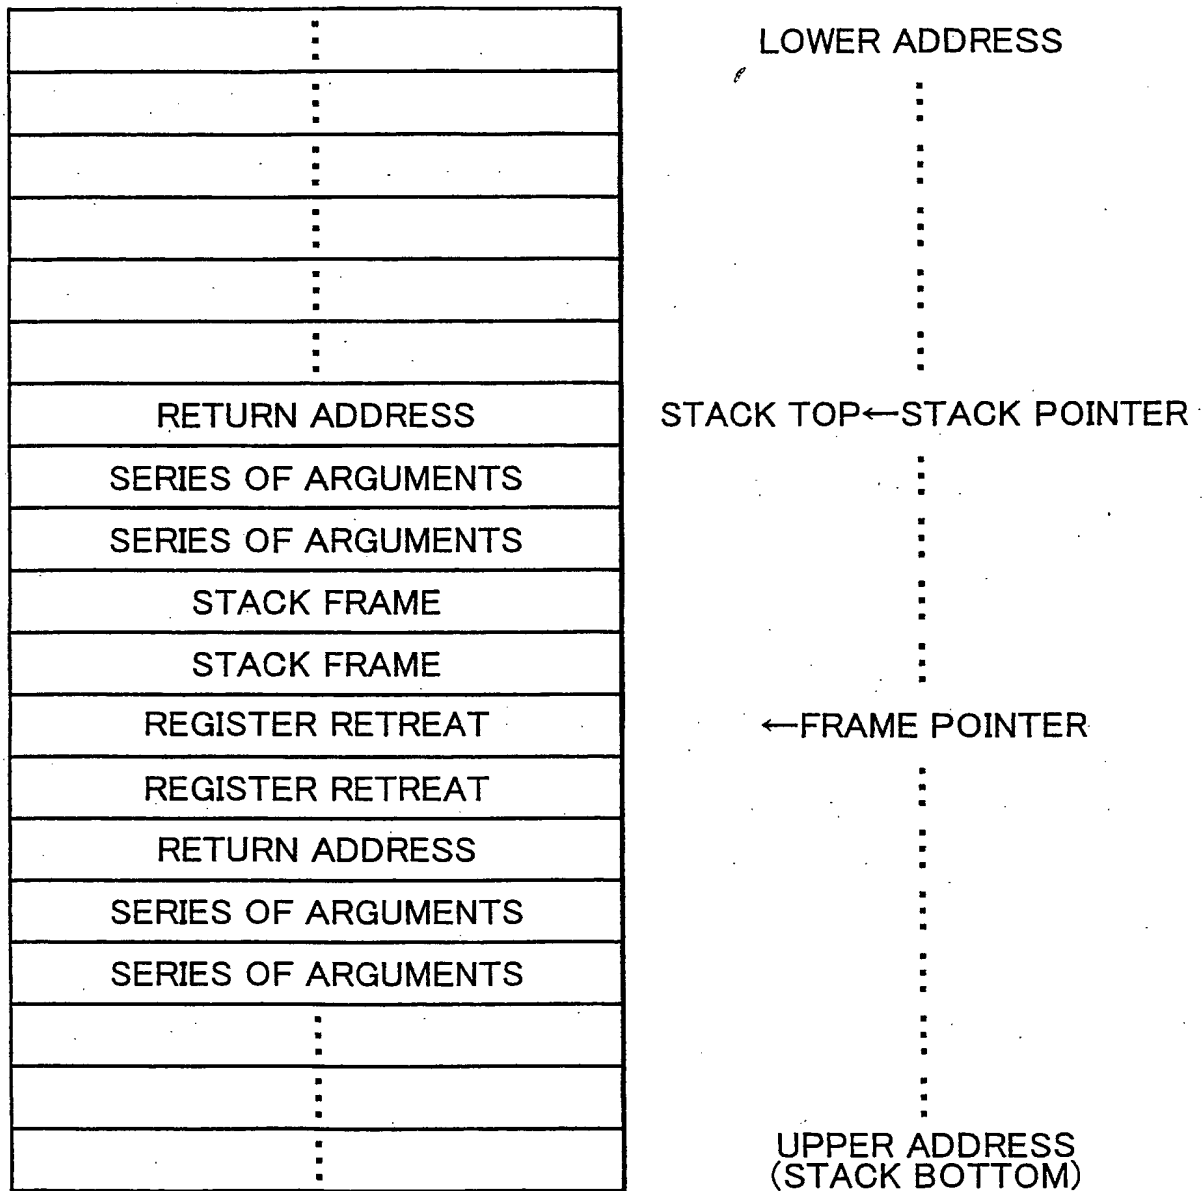 LOWER ADDRESS
RETURN ADDRESS
STACK TOP←STACK POINTER
SERIES OF ARGUMENTS
SERIES OF ARGUMENTS
STACK FRAME
STACK FRAME
REGISTER RETREAT
←FRAME POINTER
REGISTER RETREAT
RETURN ADDRESS
SERIES OF ARGUMENTS
SERIES OF ARGUMENTS
UPPER ADDRESS
(STACK BOTTOM)